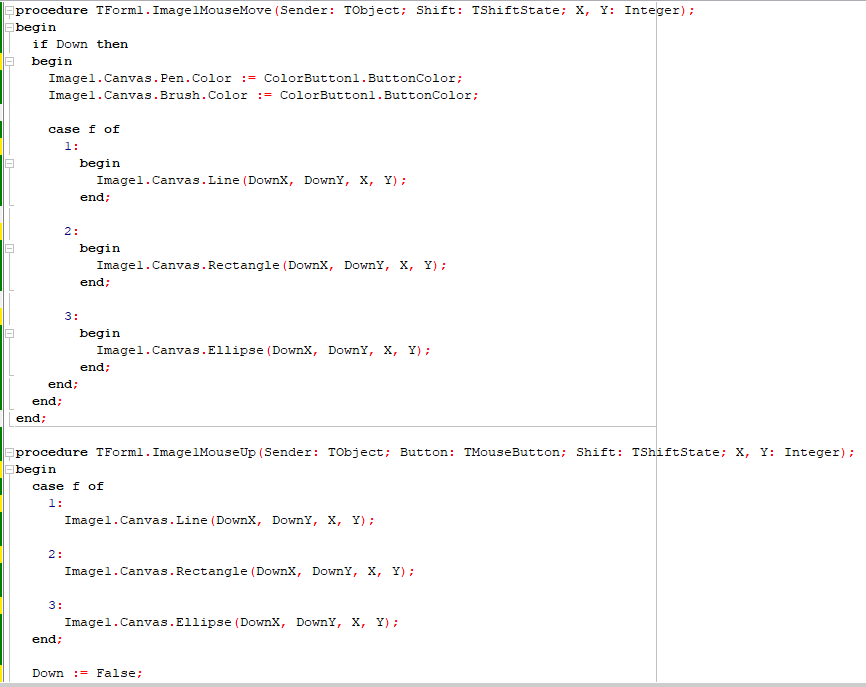 procedure TForm1.Image1MouseMove(Sender: TObject; Shift: TShiftState; X, Y: Integer);
begin
  if Down then
  begin
    Image1.Canvas.Pen.Color := ColorButton1.ButtonColor;
    Image1.Canvas.Brush.Color := ColorButton1.ButtonColor;

    case f of
      1:
        begin
          Image1.Canvas.Line(DownX, DownY, X, Y);
        end;

      2:
        begin
          Image1.Canvas.Rectangle(DownX, DownY, X, Y);
        end;

      3:
        begin
          Image1.Canvas.Ellipse(DownX, DownY, X, Y);
        end;
    end;
  end;
end;

procedure TForm1.Image1MouseUp(Sender: TObject; Button: TMouseButton; Shift: TShiftState; X, Y: Integer);
begin
  case f of
    1:
      Image1.Canvas.Line(DownX, DownY, X, Y);

    2:
      Image1.Canvas.Rectangle(DownX, DownY, X, Y);

    3:
      Image1.Canvas.Ellipse(DownX, DownY, X, Y);
  end;

  Down := False;